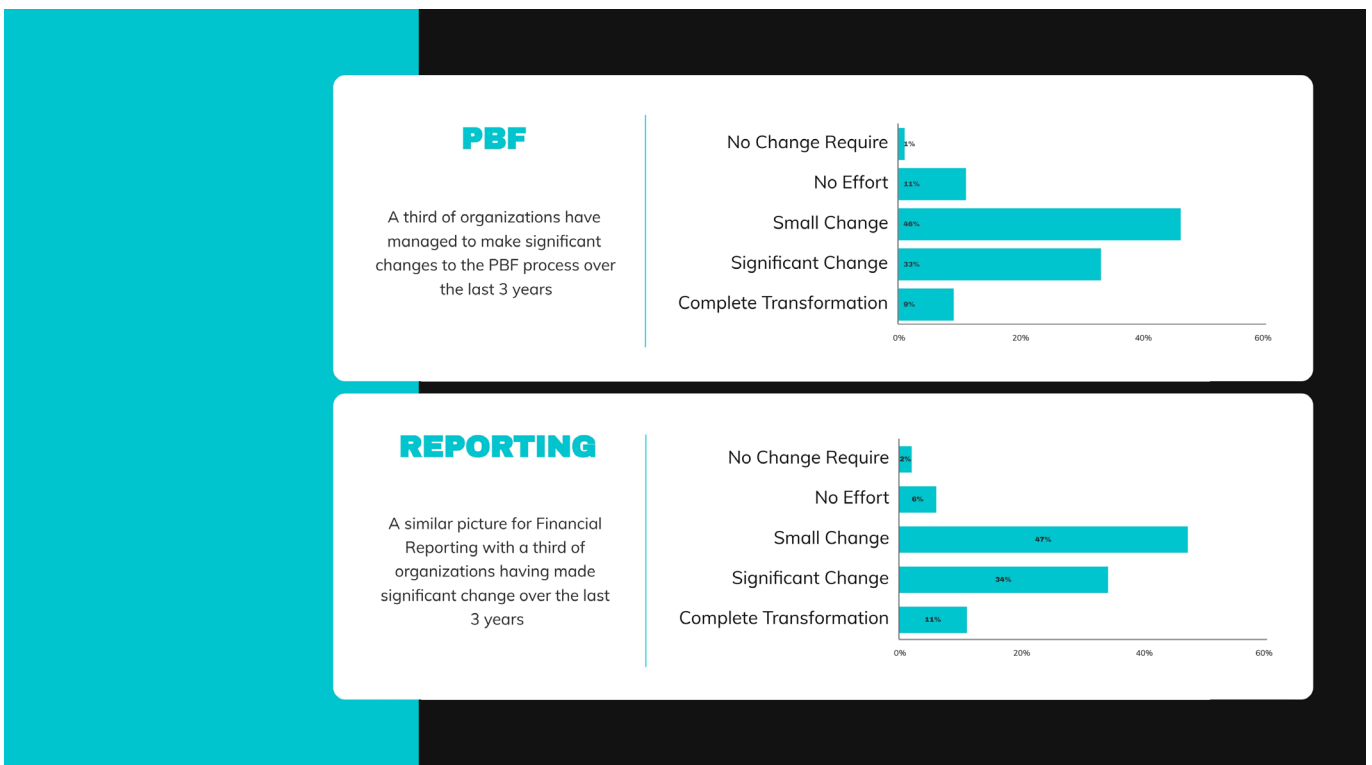 PBF
A third of organizations have
managed to make significant
changes to the PBF process over
the last 3 years
No Change Require
1%
No Effort
11%
Small Change
46%
Significant Change
33%
Complete Transformation
9%
0%
20%
40%
60%
REPORTING
A similar picture for Financial
Reporting with a third of
organizations having made
significant change over the last
3 years
No Change Require
2%
No Effort
6%
Small Change
47%
Significant Change
34%
Complete Transformation
11%
0%
20%
40%
60%